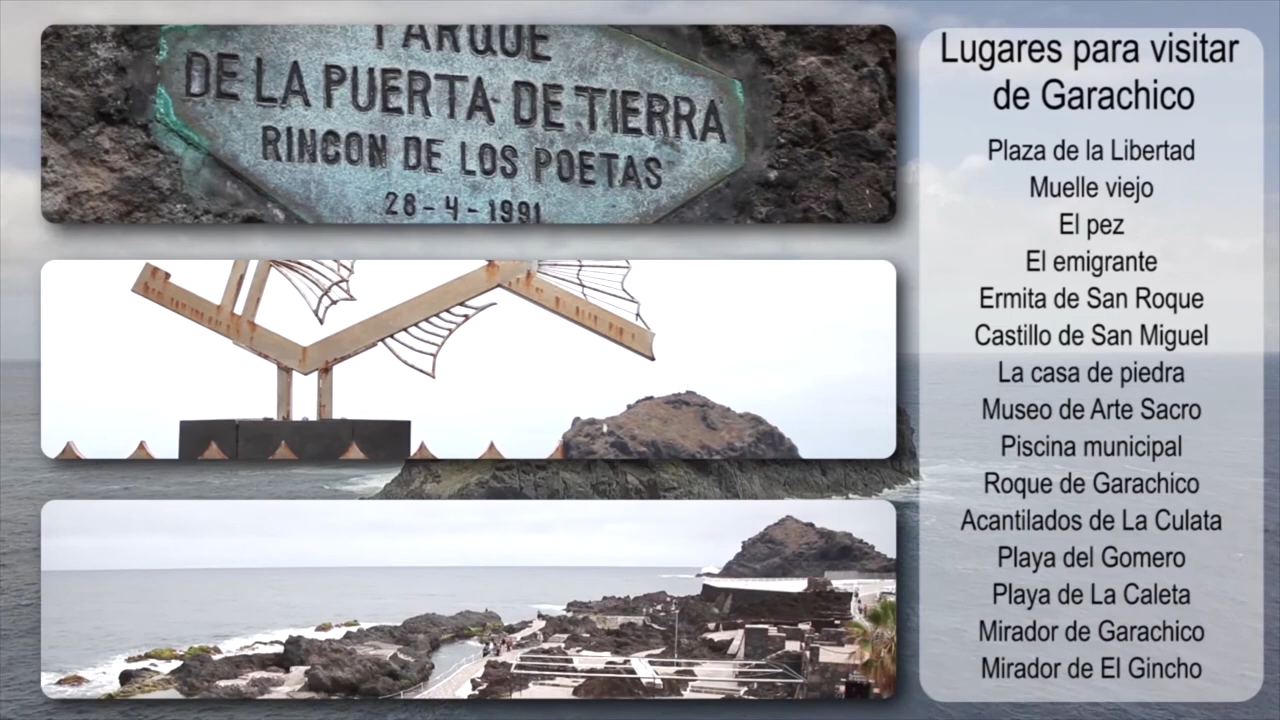 PARQUE
DE LA PUERTA DE TIERRA
RINCON DE LOS POETAS
28-4-1991
Lugares para visitar
de Garachico
Plaza de la Libertad
Muelle viejo
El pez
El emigrante
Ermita de San Roque
Castillo de San Miguel
La casa de piedra
Museo de Arte Sacro
Piscina municipal
Roque de Garachico
Acantilados de La Culata
Playa del Gomero
Playa de La Caleta
Mirador de Garachico
Mirador de El Gincho